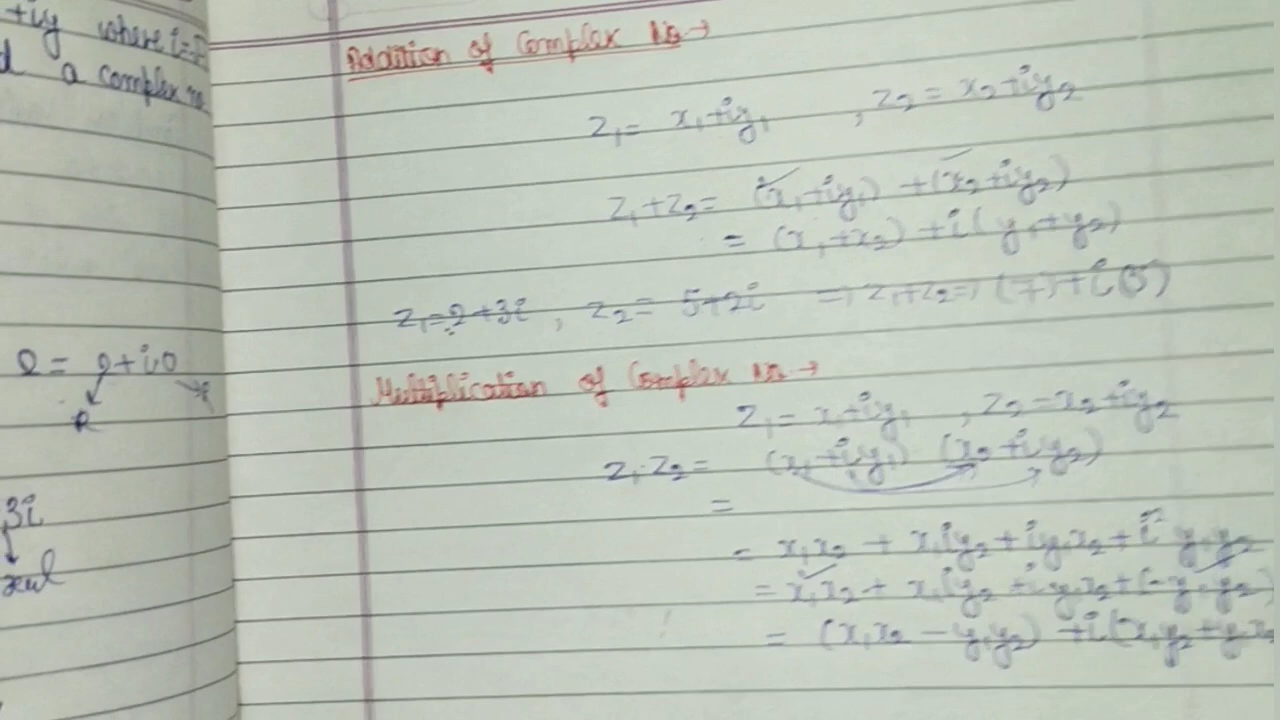 +iy where i=√
d a complex no
2 = 2+i0
R
3i
Addition of Complex No→
z₁= x₁+iy₁ , z₂= x₂+iy₂
z₁+z₂= (x₁+iy₁) +(x₂+iy₂)
= (x₁+x₂) +i(y₁+y₂)
z₁=2+3i , z₂= 5+2i ⇒ z₁+z₂⇒ (7)+i(5)
Multiplication of Complex No.→
z₁= x₁+iy₁ , z₂=x₂+iy₂
z₁.z₂= (x₁+iy₁) (x₂+iy₂)
=
= x₁x₂ + x₁iy₂+iy₁x₂+i² y₁y₂
= x₁x₂+ x₁iy₂ +iy₁x₂+(-y₁y₂)
= (x₁x₂ -y₁y₂) +i(x₁y₂+y₁x₂